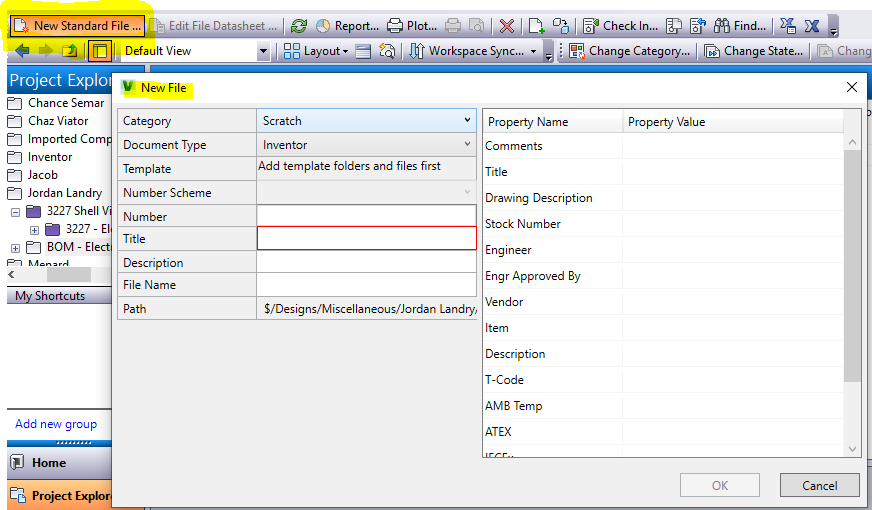 New Standard File ...
Edit File Datasheet ...
Report...
Plot...
Check In...
Find...
Default View
Layout
Workspace Sync...
Change Category...
Change State...
Chang
Project Explor
Chance Semar
Chaz Viator
Imported Comp
Inventor
Jacob
Jordan Landry
3227 Shell Vi
3227 - El
BOM - Elect
Menard
My Shortcuts
Add new group
Home
Project Explor
New File
Category Scratch
Document Type Inventor
Template Add template folders and files first
Number Scheme
Number
Title
Description
File Name
Path $/Designs/Miscellaneous/Jordan Landry/
Property Name Property Value
Comments
Title
Drawing Description
Stock Number
Engineer
Engr Approved By
Vendor
Item
Description
T-Code
AMB Temp
ATEX
OK Cancel